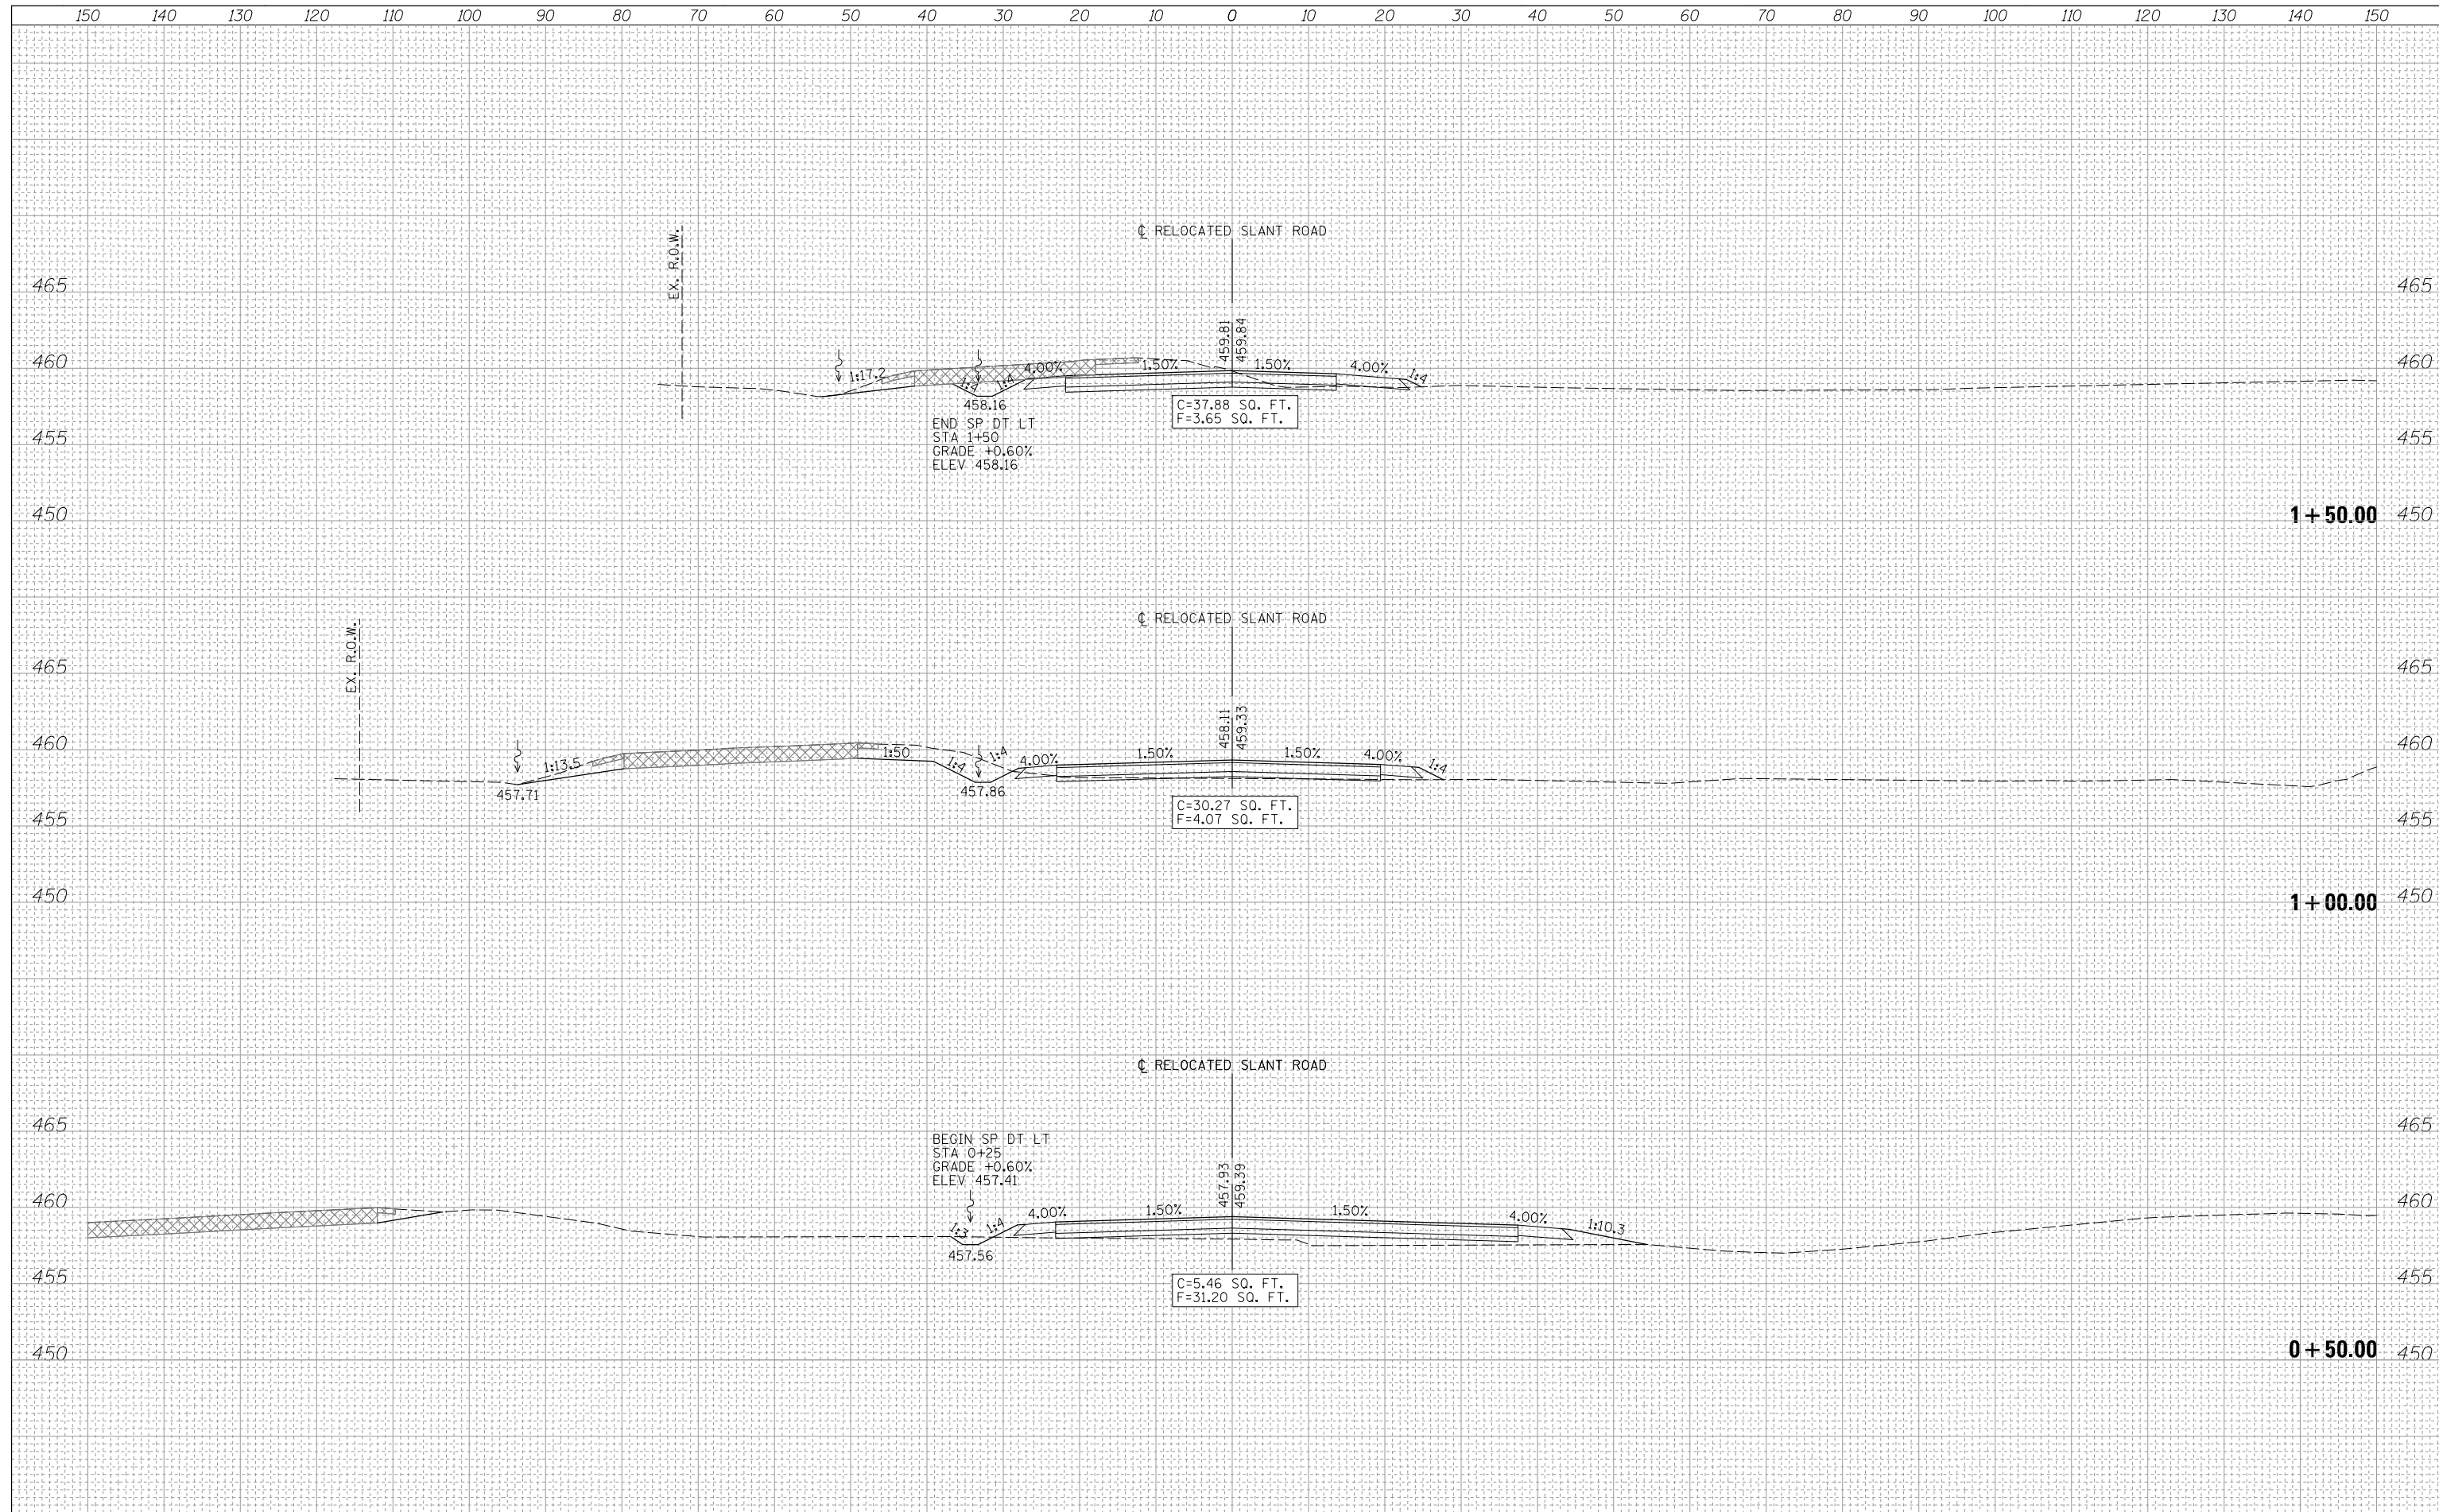 150 140 130 120 110 100 90 80 70 60 50 40 30 20 10 0 10 20 30 40 50 60 70 80 90 100 110 120 130 140 150
EX. R.O.W.
℄ RELOCATED SLANT ROAD
465 465
459.81 459.84
460 460
1:17.2 1:4 1:4 4.00% 1.50% 1.50% 4.00% 1:4
458.16
C=37.88 SQ. FT.
F=3.65 SQ. FT.
END SP DT LT
STA 1+50
GRADE +0.60%
ELEV 458.16
455 455
450 1+50.00 450
EX. R.O.W.
℄ RELOCATED SLANT ROAD
465 465
458.11 459.33
460 460
1:13.5 1:50 1:4 1:4 4.00% 1.50% 1.50% 4.00% 1:4
457.71 457.86
C=30.27 SQ. FT.
F=4.07 SQ. FT.
455 455
450 1+00.00 450
℄ RELOCATED SLANT ROAD
465 465
BEGIN SP DT LT
STA 0+25
GRADE +0.60%
ELEV 457.41
457.93 459.39
460 460
1:3 1:4 4.00% 1.50% 1.50% 4.00% 1:10.3
457.56
455 455
C=5.46 SQ. FT.
F=31.20 SQ. FT.
450 0+50.00 450